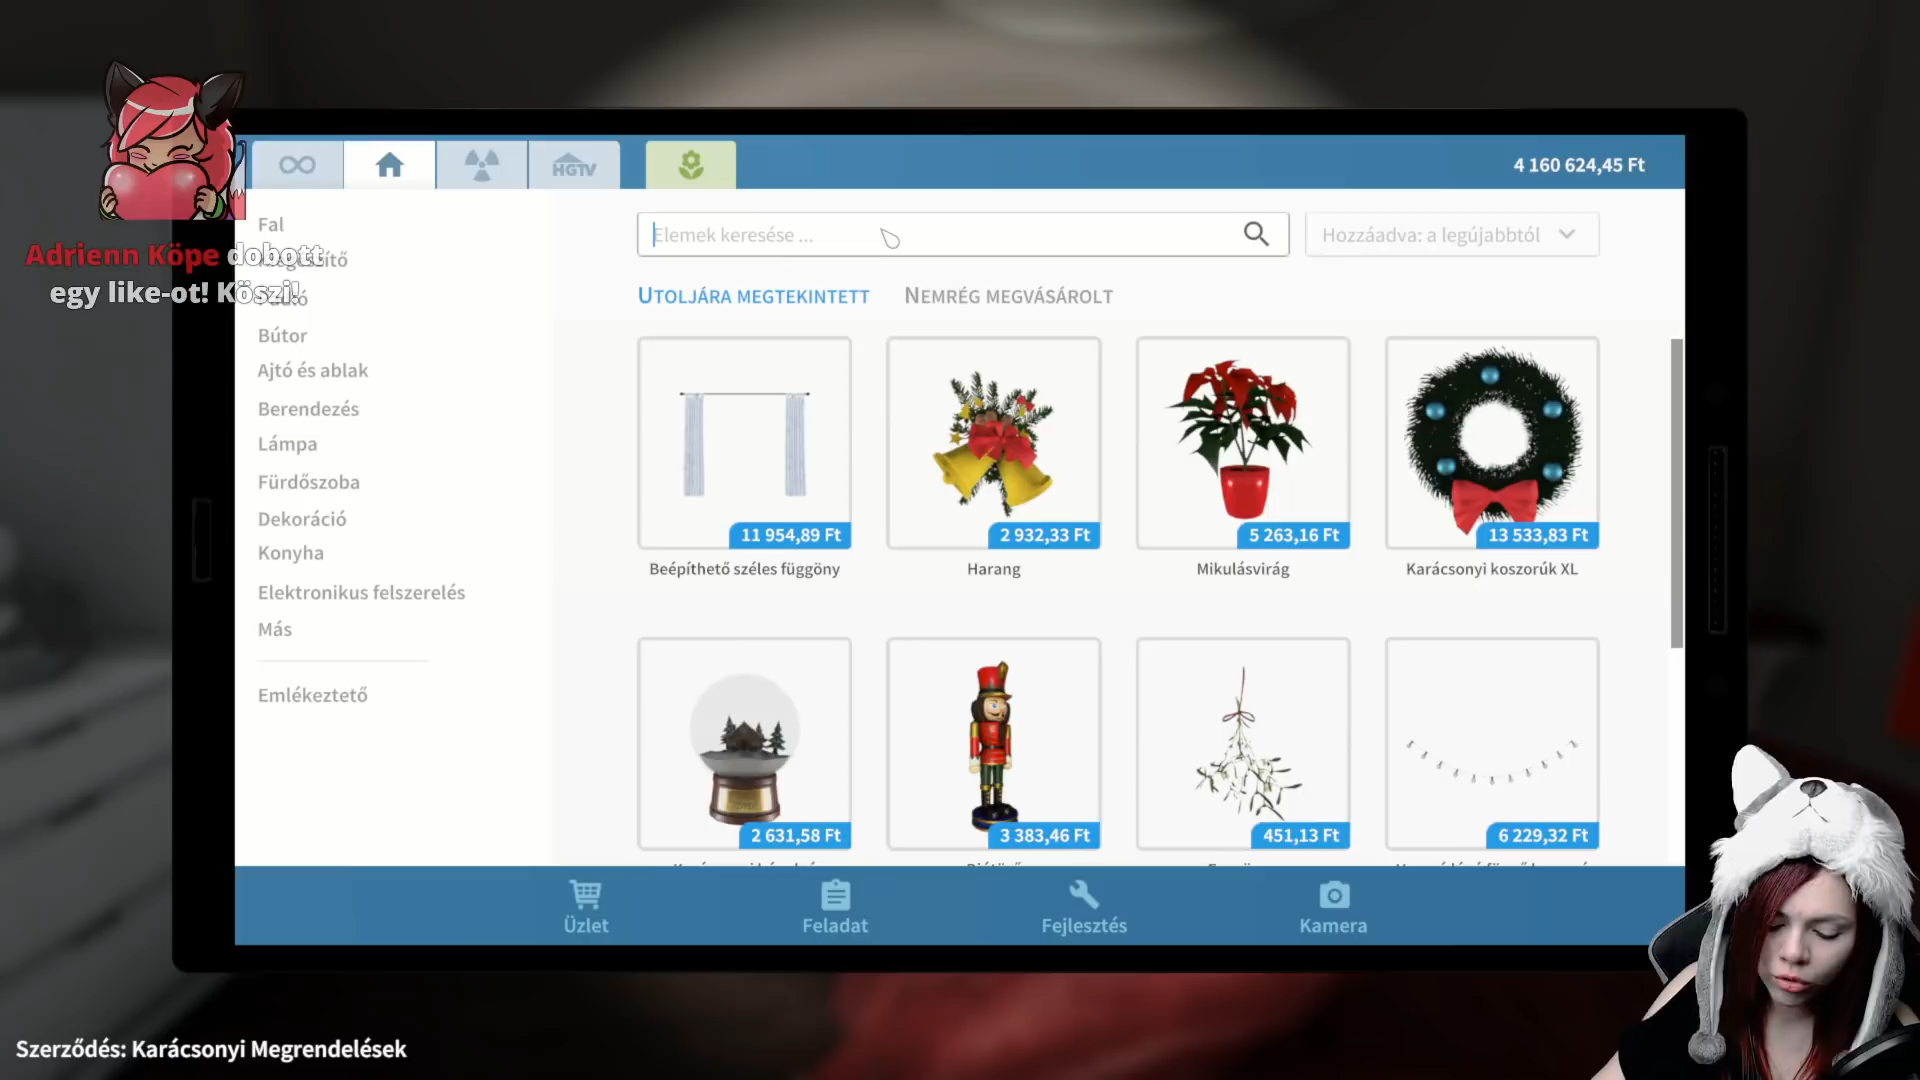 HGTV
4 160 624,45 Ft
Adrienn Köpe dobott
egy like-ot! Köszi!
Fal
Bútor
Ajtó és ablak
Berendezés
Lámpa
Fürdőszoba
Dekoráció
Konyha
Elektronikus felszerelés
Más
Emlékeztető
Elemek keresése ...
Hozzáadva: a legújabbtól
UTOLJÁRA MEGTEKINTETT
NEMRÉG MEGVÁSÁROLT
11 954,89 Ft
2 932,33 Ft
5 263,16 Ft
13 533,83 Ft
Beépíthető széles függöny
Harang
Mikulásvirág
Karácsonyi koszorúk XL
2 631,58 Ft
3 383,46 Ft
451,13 Ft
6 229,32 Ft
Üzlet
Feladat
Fejlesztés
Kamera
Szerződés: Karácsonyi Megrendelések